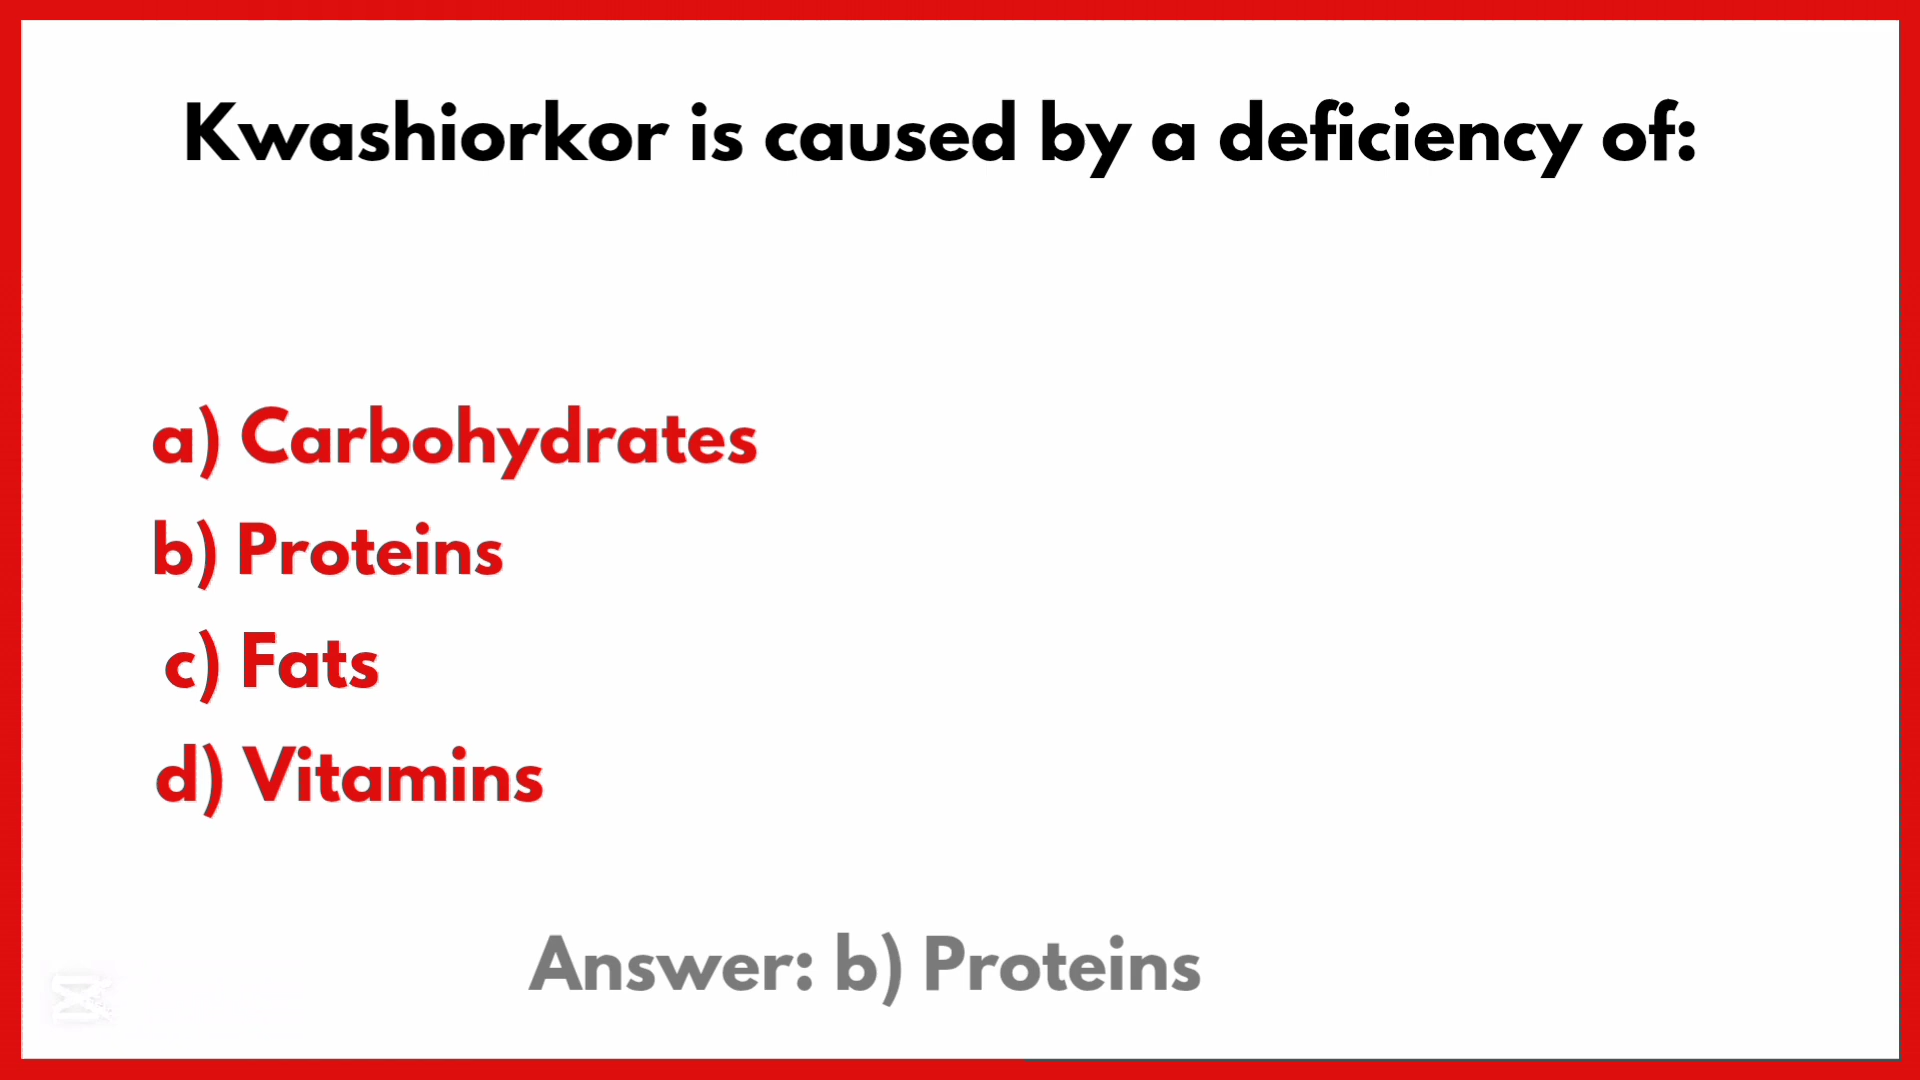 Kwashiorkor is caused by a deficiency of:
a) Carbohydrates
b) Proteins
c) Fats
d) Vitamins
Answer: b) Proteins